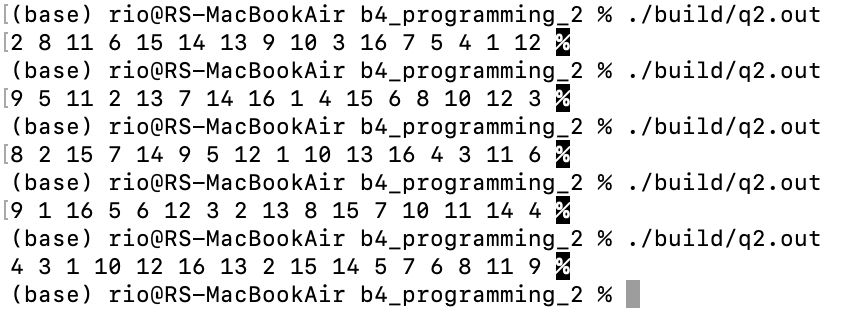 [(base) rio@RS-MacBookAir b4_programming_2 % ./build/q2.out
[2 8 11 6 15 14 13 9 10 3 16 7 5 4 1 12 %
(base) rio@RS-MacBookAir b4_programming_2 % ./build/q2.out
[9 5 11 2 13 7 14 16 1 4 15 6 8 10 12 3 %
(base) rio@RS-MacBookAir b4_programming_2 % ./build/q2.out
[8 2 15 7 14 9 5 12 1 10 13 16 4 3 11 6 %
(base) rio@RS-MacBookAir b4_programming_2 % ./build/q2.out
[9 1 16 5 6 12 3 2 13 8 15 7 10 11 14 4 %
(base) rio@RS-MacBookAir b4_programming_2 % ./build/q2.out
4 3 1 10 12 16 13 2 15 14 5 7 6 8 11 9 %
(base) rio@RS-MacBookAir b4_programming_2 %